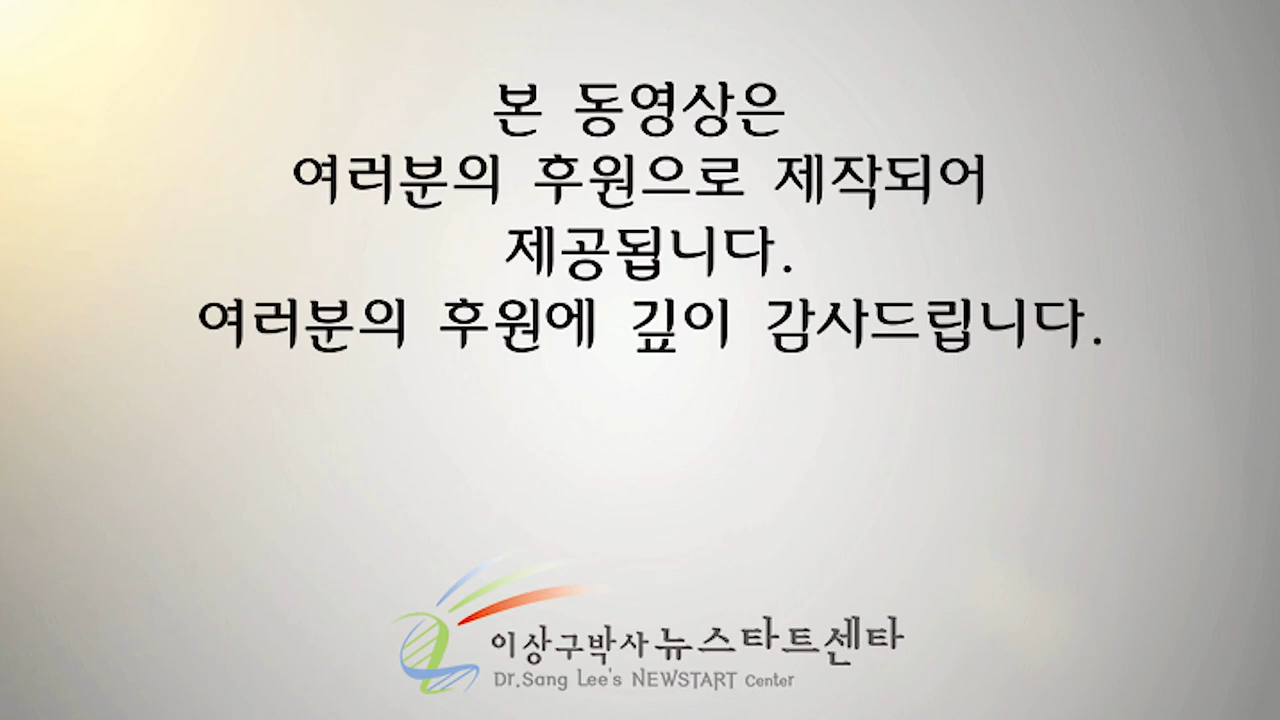 본 동영상은
여러분의 후원으로 제작되어
제공됩니다.
여러분의 후원에 깊이 감사드립니다.
이상구박사 뉴스타트센타
Dr.Sang Lee's NEWSTART Center